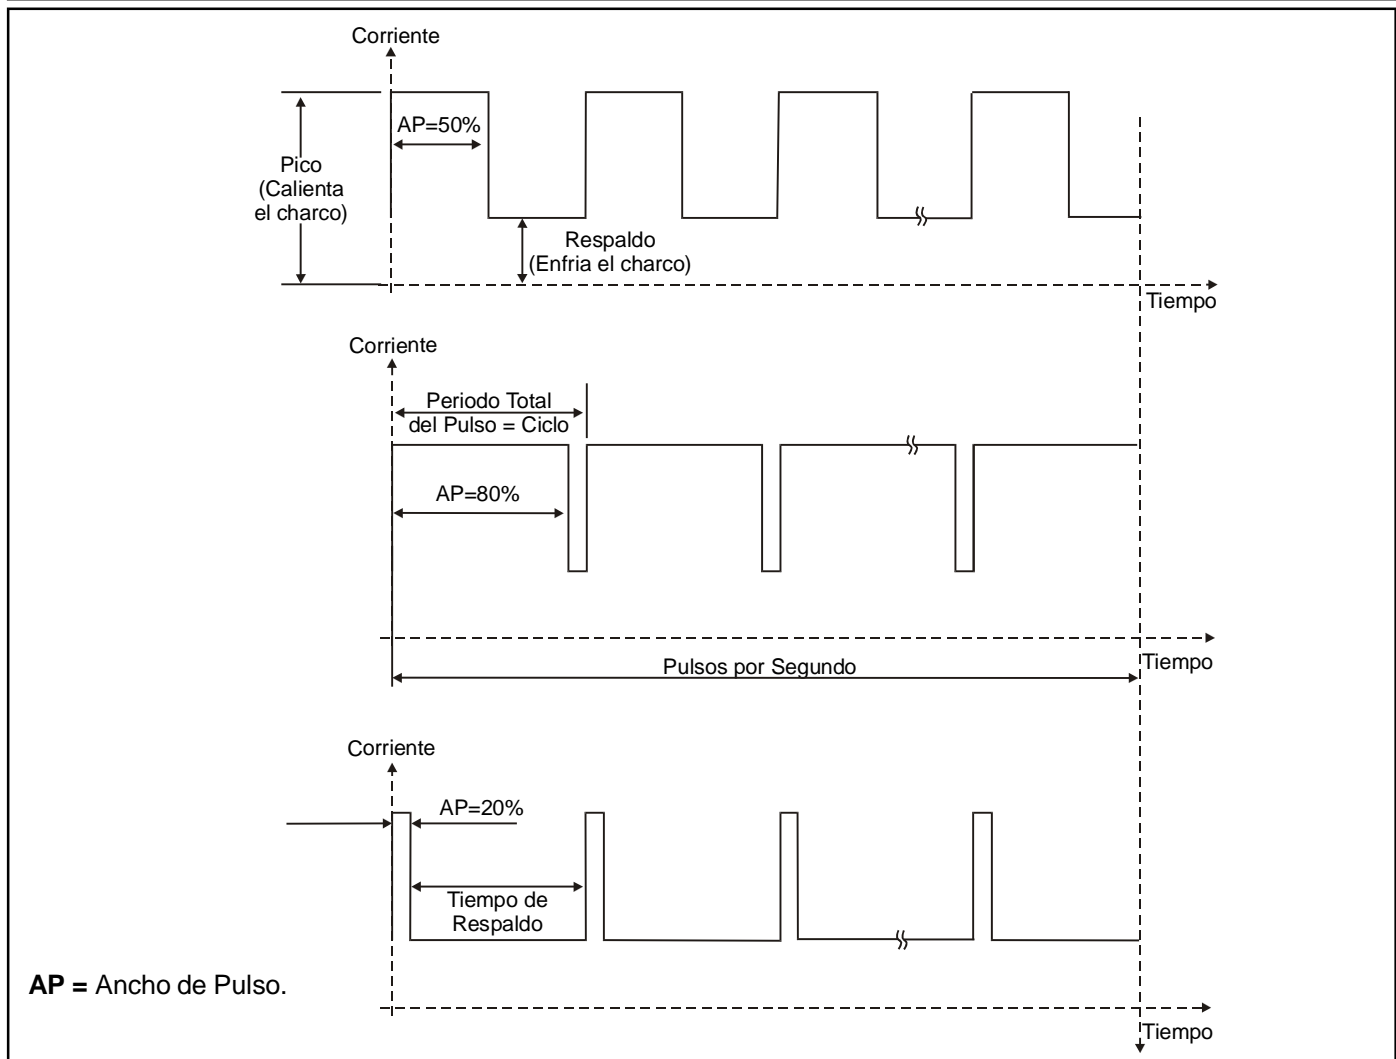 Corriente
AP=50%
Pico
(Calienta
el charco)
Respaldo
(Enfria el charco)
Tiempo
Corriente
Periodo Total
del Pulso = Ciclo
AP=80%
Pulsos por Segundo
Tiempo
Corriente
AP=20%
Tiempo de
Respaldo
AP = Ancho de Pulso.
Tiempo